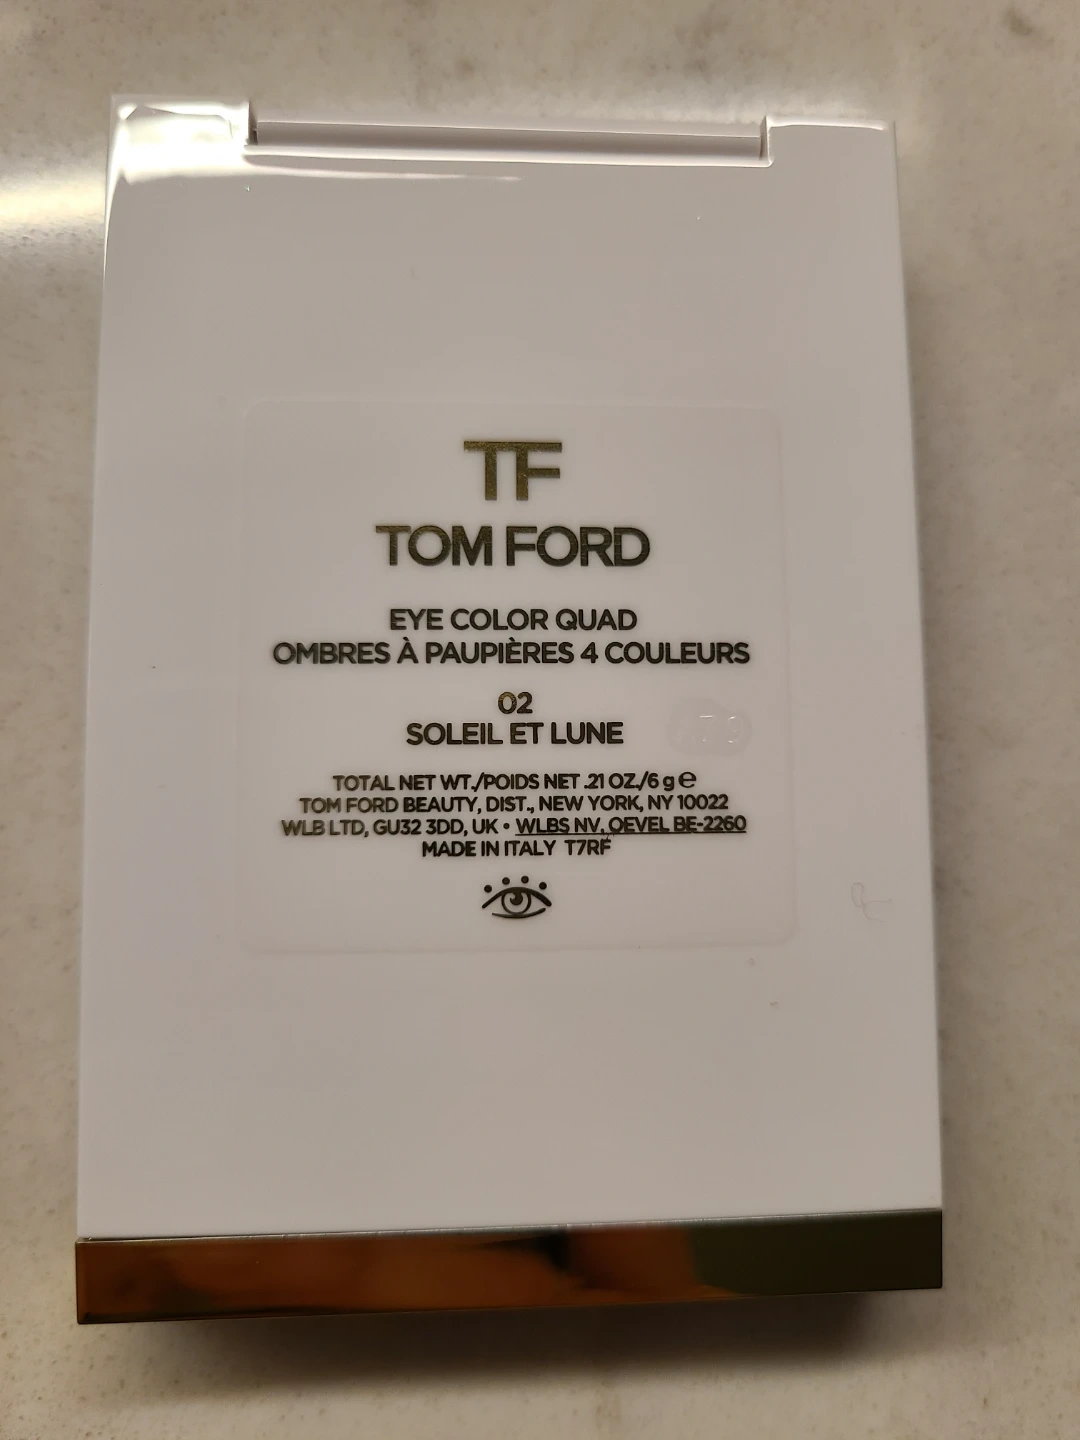 TF
TOM FORD
EYE COLOR QUAD
OMBRES À PAUPIÈRES 4 COULEURS
02
SOLEIL ET LUNE
TOTAL NET WT./POIDS NET .21 OZ./6 g ℮
TOM FORD BEAUTY, DIST., NEW YORK, NY 10022
WLB LTD, GU32 3DD, UK • WLBS NV, OEVEL BE-2260
MADE IN ITALY T7RF